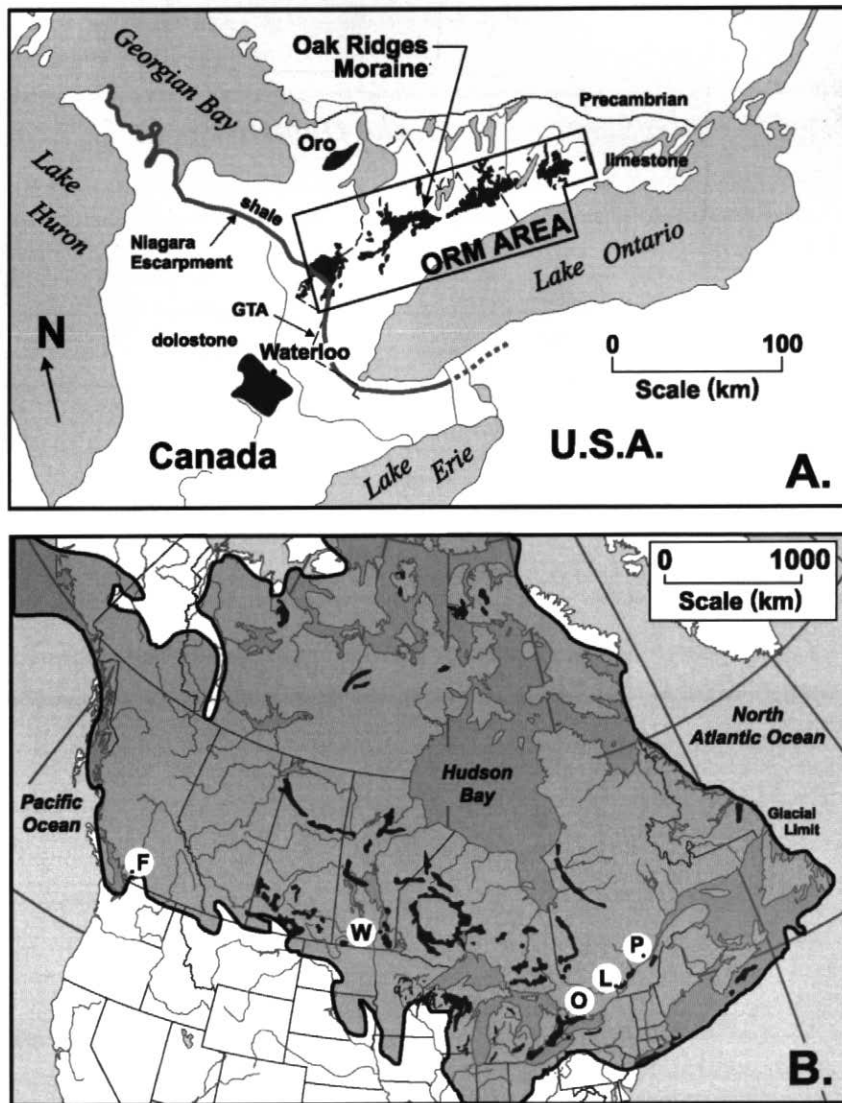 Georgian Bay
Oak Ridges
Moraine
Precambrian
Oro
limestone
Lake
Huron
shale
Niagara
Escarpment
ORM AREA
Lake Ontario
GTA
dolostone
Waterloo
N
0 100
Scale (km)
Canada
U.S.A.
Lake Erie
A.
0 1000
Scale (km)
North
Atlantic Ocean
Hudson
Bay
Pacific
Ocean
Glacial
Limit
F
W
P
L
O
B.